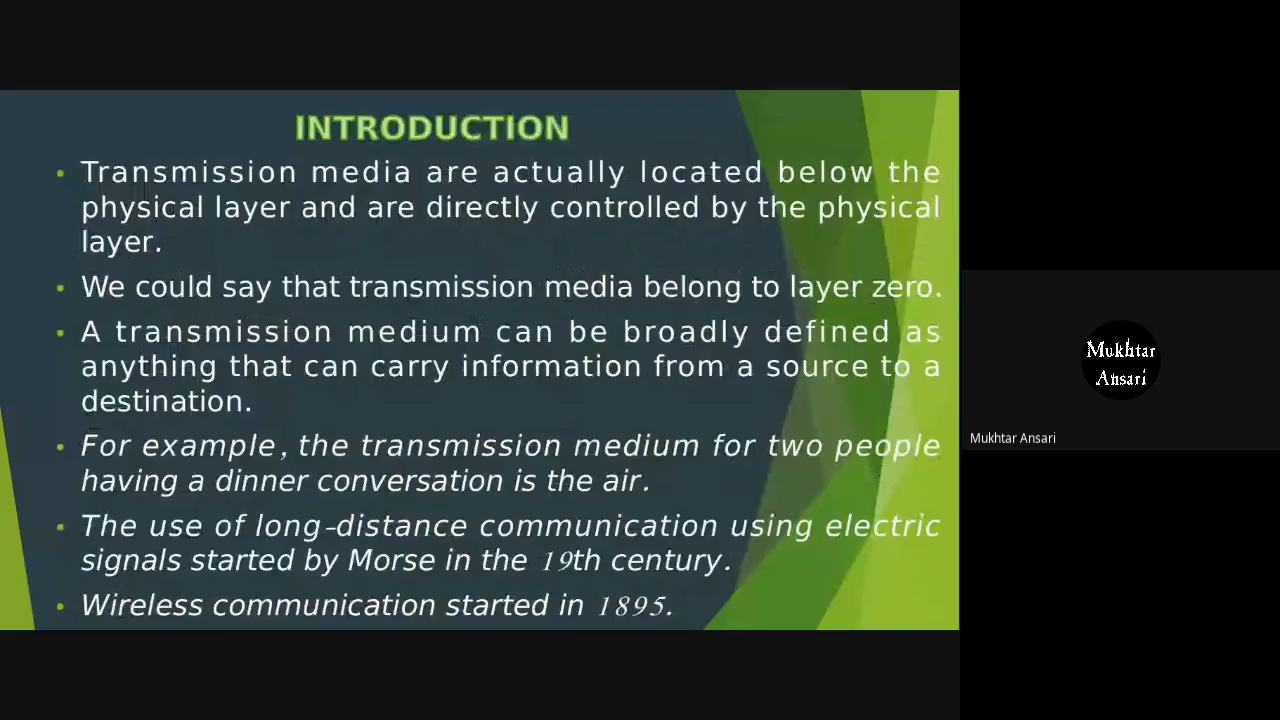 INTRODUCTION
• Transmission media are actually located below the
physical layer and are directly controlled by the physical
layer.
• We could say that transmission media belong to layer zero.
• A transmission medium can be broadly defined as
anything that can carry information from a source to a
destination.
• For example, the transmission medium for two people
having a dinner conversation is the air.
• The use of long-distance communication using electric
signals started by Morse in the 19th century.
• Wireless communication started in 1895.
Mukhtar
Ansari
Mukhtar Ansari